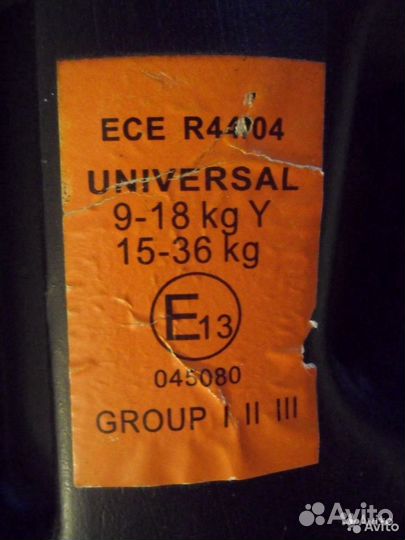 ECE R44/04
UNIVERSAL
9-18 kg Y
15-36 kg
E13
045080
GROUP I II III
Avito